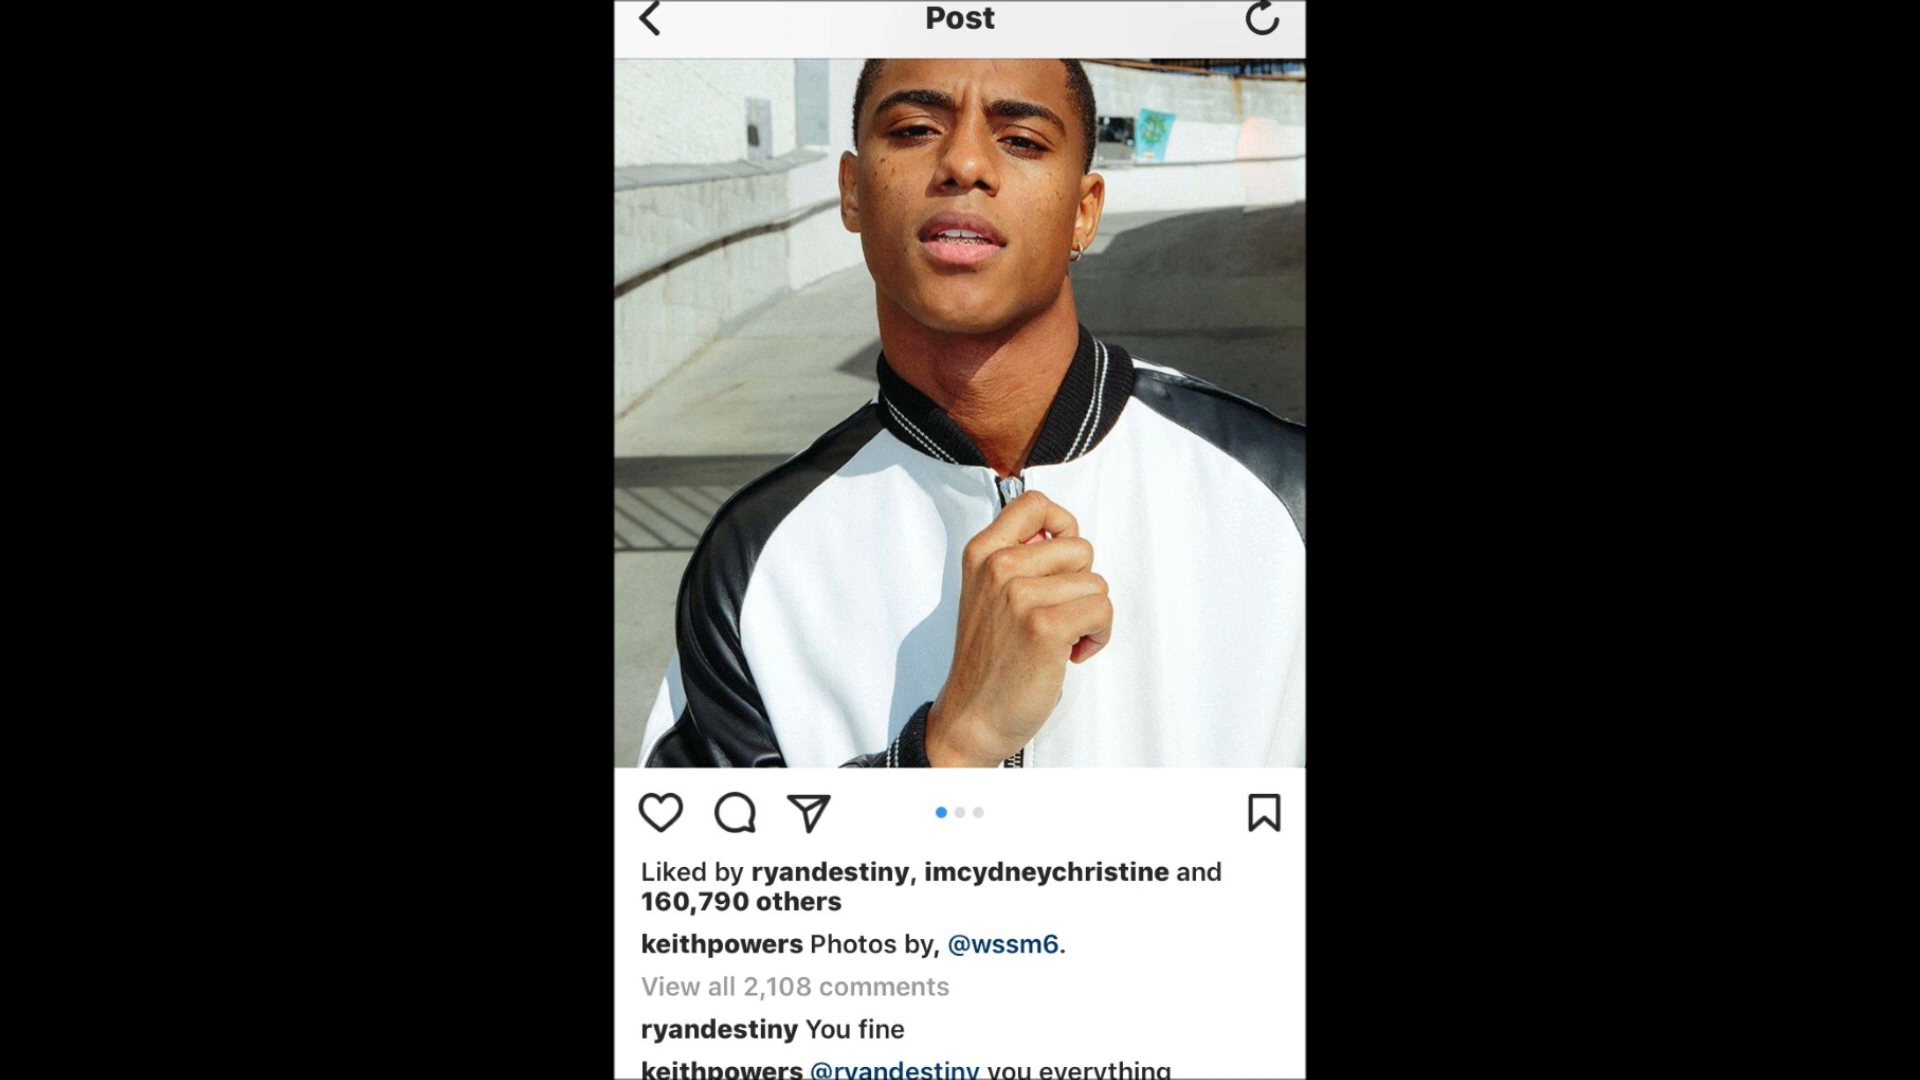 Post
Liked by ryandestiny, imcydneychristine and
160,790 others
keithpowers Photos by, @wssm6.
View all 2,108 comments
ryandestiny You fine
keithpowers @ryandestiny you everything